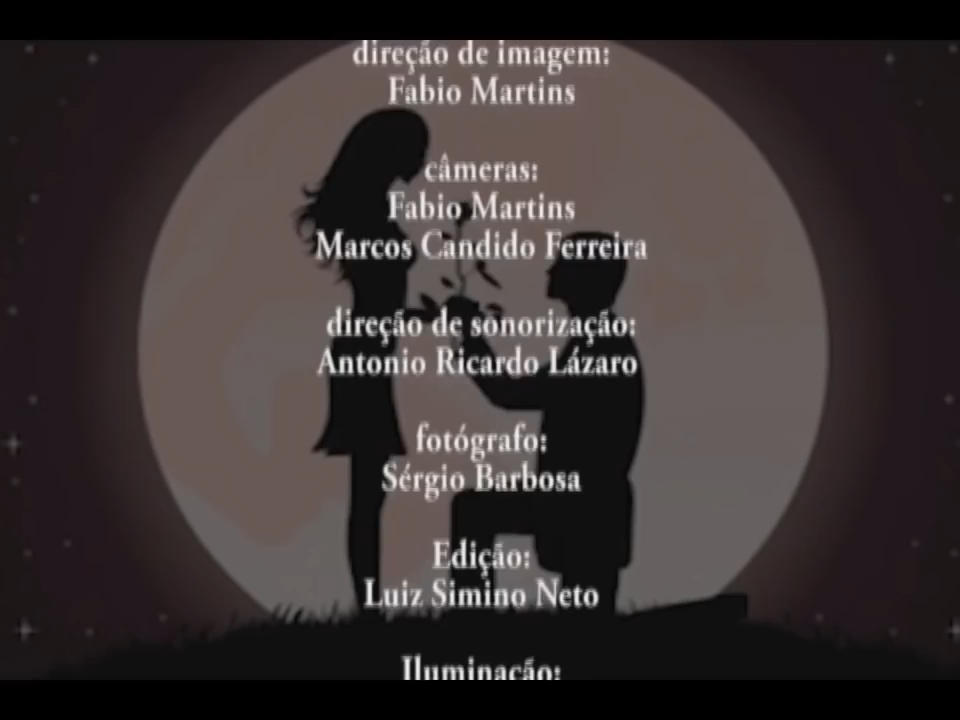 direção de imagem:
Fabio Martins
câmeras:
Fabio Martins
Marcos Candido Ferreira
direção de sonorização:
Antonio Ricardo Lázaro
fotógrafo:
Sérgio Barbosa
Edição:
Luiz Simino Neto
Iluminação: